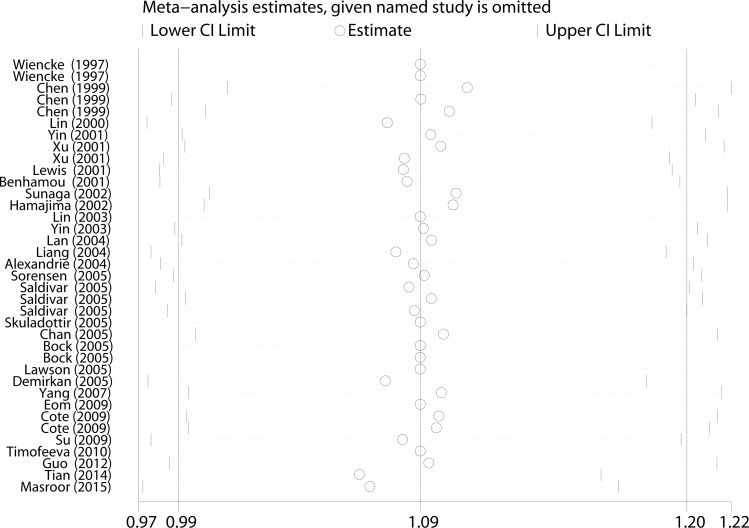 Meta−analysis estimates, given named study is omitted
Lower CI Limit Estimate Upper CI Limit
Wiencke (1997)
Wiencke (1997)
Chen (1999)
Chen (1999)
Chen (1999)
Lin (2000)
Yin (2001)
Xu (2001)
Xu (2001)
Lewis (2001)
Benhamou (2001)
Sunaga (2002)
Hamajima (2002)
Lin (2003)
Yin (2003)
Lan (2004)
Liang (2004)
Alexandrie (2004)
Sorensen (2005)
Saldivar (2005)
Saldivar (2005)
Saldivar (2005)
Skuladottir (2005)
Chan (2005)
Bock (2005)
Bock (2005)
Lawson (2005)
Demirkan (2005)
Yang (2007)
Eom (2009)
Cote (2009)
Cote (2009)
Su (2009)
Timofeeva (2010)
Guo (2012)
Tian (2014)
Masroor (2015)
0.97 0.99 1.09 1.20 1.22